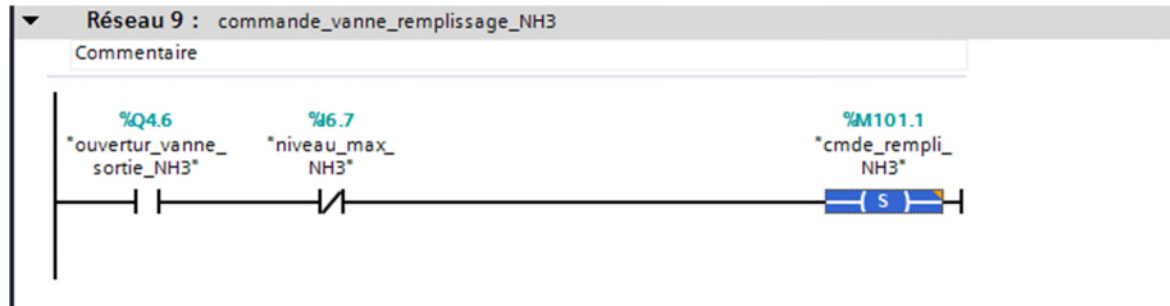 Réseau 9 : commande_vanne_remplissage_NH3
Commentaire
%Q4.6
"ouvertur_vanne_
sortie_NH3"
%I6.7
"niveau_max_
NH3"
%M101.1
"cmde_rempli_
NH3"
S